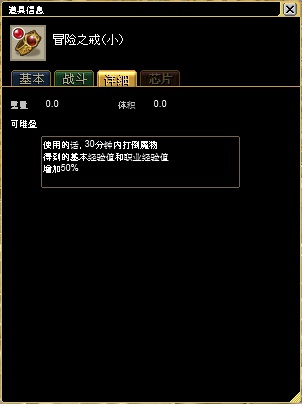 道具信息
冒险之戒(小)
基本 战斗 详细 芯片
重量 0.0 体积 0.0
可堆叠
使用的话, 30分钟内打倒魔物
得到的基本经验值和职业经验值
增加50%